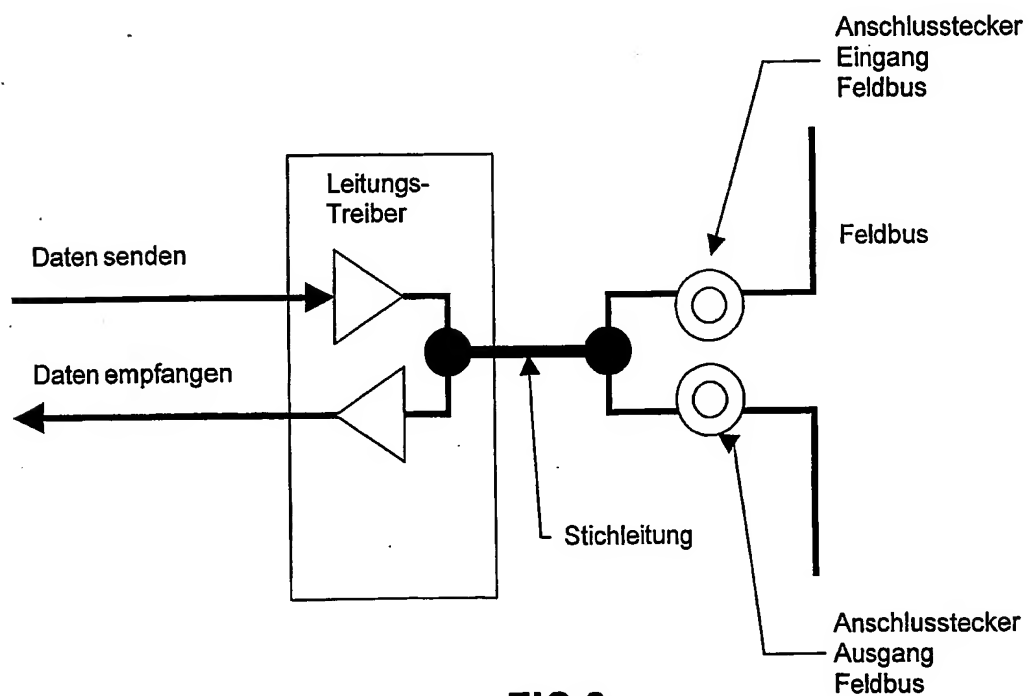 Anschlusstecker
Eingang
Feldbus
Leitungs-
Treiber
Feldbus
Daten senden
Daten empfangen
Stichleitung
Anschlusstecker
Ausgang
Feldbus